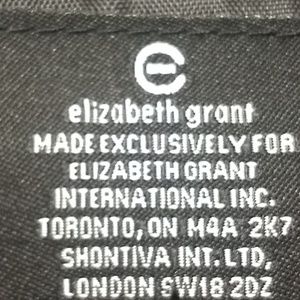 e
elizabeth grant
MADE EXCLUSIVELY FOR
ELIZABETH GRANT
INTERNATIONAL INC.
TORONTO, ON M4A 2K7
SHONTIVA INT. LTD,
LONDON SW18 2DZ